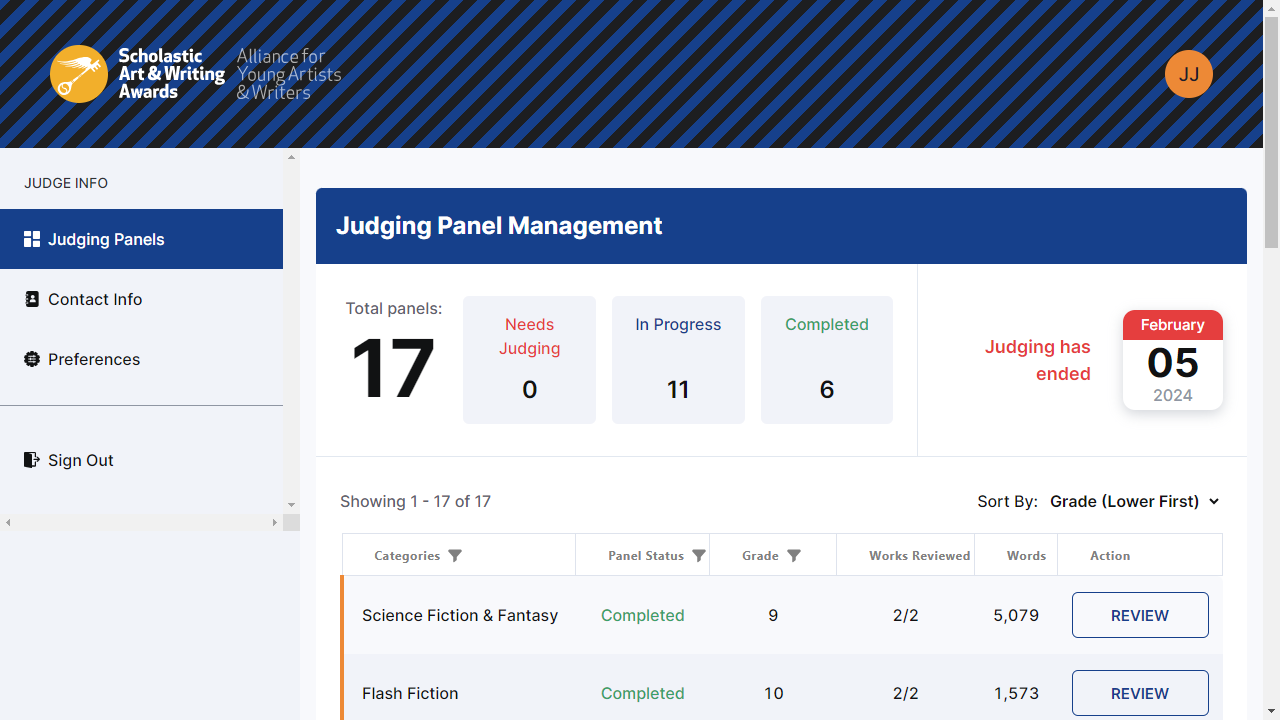 Scholastic
Art & Writing
Awards
Alliance for
Young Artists
& Writers
JJ
JUDGE INFO
Judging Panels
Contact Info
Preferences
Sign Out
Judging Panel Management
Total panels:
17
Needs
Judging
0
In Progress
11
Completed
6
Judging has
ended
February
05
2024
Showing 1 - 17 of 17
Sort By: Grade (Lower First)
Categories Panel Status Grade Works Reviewed Words Action
Science Fiction & Fantasy Completed 9 2/2 5,079 REVIEW
Flash Fiction Completed 10 2/2 1,573 REVIEW